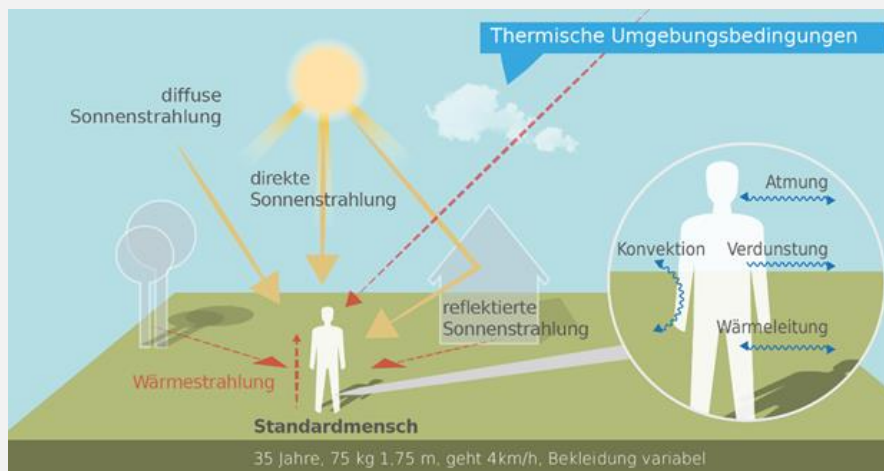 Thermische Umgebungsbedingungen
diffuse
Sonnenstrahlung
direkte
Sonnenstrahlung
Atmung
Konvektion
Verdunstung
reflektierte
Sonnenstrahlung
Wärmeleitung
Wärmestrahlung
Standardmensch
35 Jahre, 75 kg 1,75 m, geht 4km/h, Bekleidung variabel